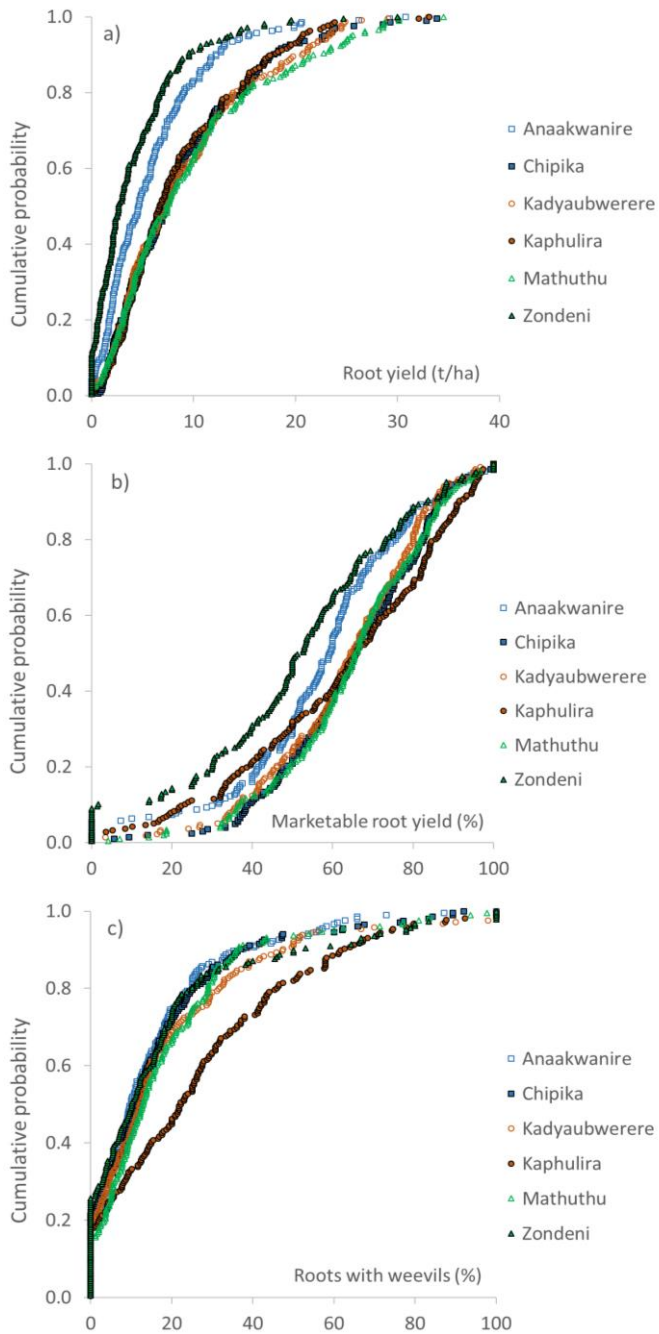 a)
Cumulative probability
1.0
0.8
0.6
0.4
0.2
0.0
Root yield (t/ha)
0 10 20 30 40
Anaakwanire
Chipika
Kadyaubwerere
Kaphulira
Mathuthu
Zondeni
b)
Cumulative probability
1.0
0.8
0.6
0.4
0.2
0.0
Marketable root yield (%)
0 20 40 60 80 100
Anaakwanire
Chipika
Kadyaubwerere
Kaphulira
Mathuthu
Zondeni
c)
Cumulative probability
1.0
0.8
0.6
0.4
0.2
0.0
Roots with weevils (%)
0 20 40 60 80 100
Anaakwanire
Chipika
Kadyaubwerere
Kaphulira
Mathuthu
Zondeni